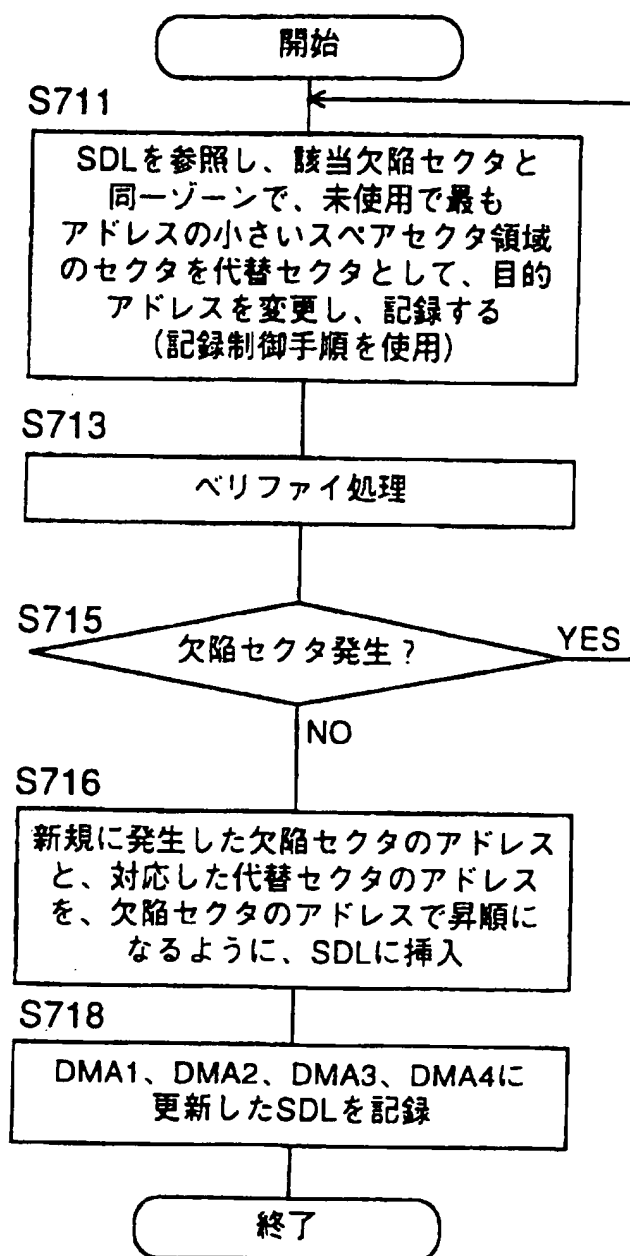 開始
S711
SDLを参照し、該当欠陥セクタと
同一ゾーンで、未使用で最も
アドレスの小さいスペアセクタ領域
のセクタを代替セクタとして、目的
アドレスを変更し、記録する
(記録制御手順を使用)
S713
ベリファイ処理
S715
欠陥セクタ発生?
YES
NO
S716
新規に発生した欠陥セクタのアドレス
と、対応した代替セクタのアドレス
を、欠陥セクタのアドレスで昇順に
なるように、SDLに挿入
S718
DMA1、DMA2、DMA3、DMA4に
更新したSDLを記録
終了